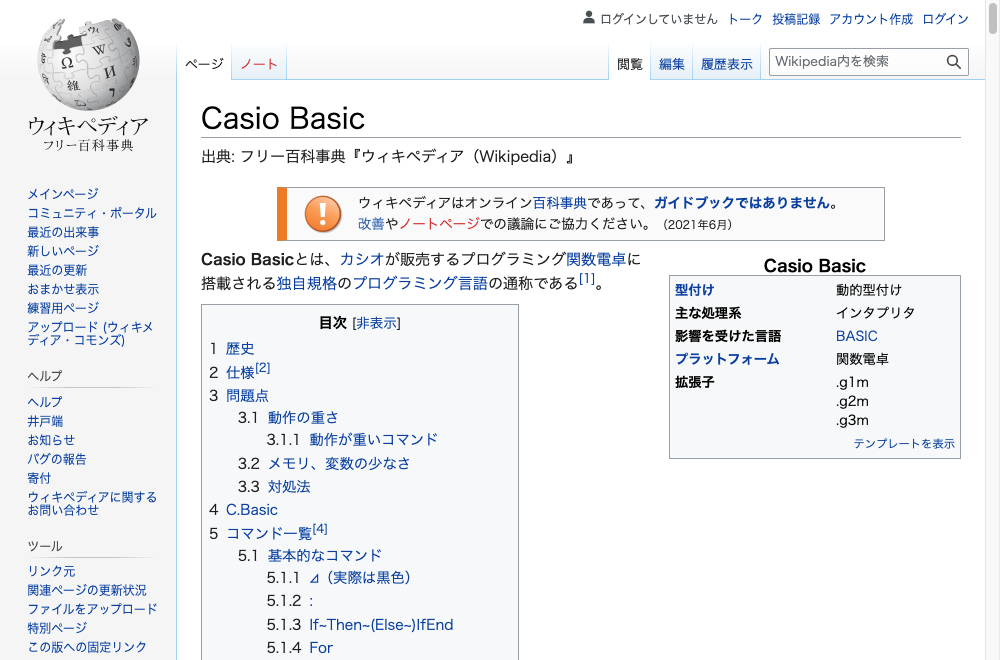 ログインしていません トーク 投稿記録 アカウント作成 ログイン
ページ ノート 閲覧 編集 履歴表示 Wikipedia内を検索
ウィキペディア
フリー百科事典
メインページ
コミュニティ・ポータル
最近の出来事
新しいページ
最近の更新
おまかせ表示
練習用ページ
アップロード (ウィキメ
ディア・コモンズ)
ヘルプ
ヘルプ
井戸端
お知らせ
バグの報告
寄付
ウィキペディアに関する
お問い合わせ
ツール
リンク元
関連ページの更新状況
ファイルをアップロード
特別ページ
この版への固定リンク
Casio Basic
出典: フリー百科事典『ウィキペディア（Wikipedia）』
ウィキペディアはオンライン百科事典であって、ガイドブックではありません。
改善やノートページでの議論にご協力ください。（2021年6月）
Casio Basicとは、カシオが販売するプログラミング関数電卓に
搭載される独自規格のプログラミング言語の通称である[1]。
Casio Basic
型付け 動的型付け
主な処理系 インタプリタ
影響を受けた言語 BASIC
プラットフォーム 関数電卓
拡張子 .g1m
.g2m
.g3m
テンプレートを表示
目次 [非表示]
1 歴史
2 仕様[2]
3 問題点
3.1 動作の重さ
3.1.1 動作が重いコマンド
3.2 メモリ、変数の少なさ
3.3 対処法
4 C.Basic
5 コマンド一覧[4]
5.1 基本的なコマンド
5.1.1 ⊿（実際は黒色）
5.1.2 :
5.1.3 If~Then~(Else~)IfEnd
5.1.4 For